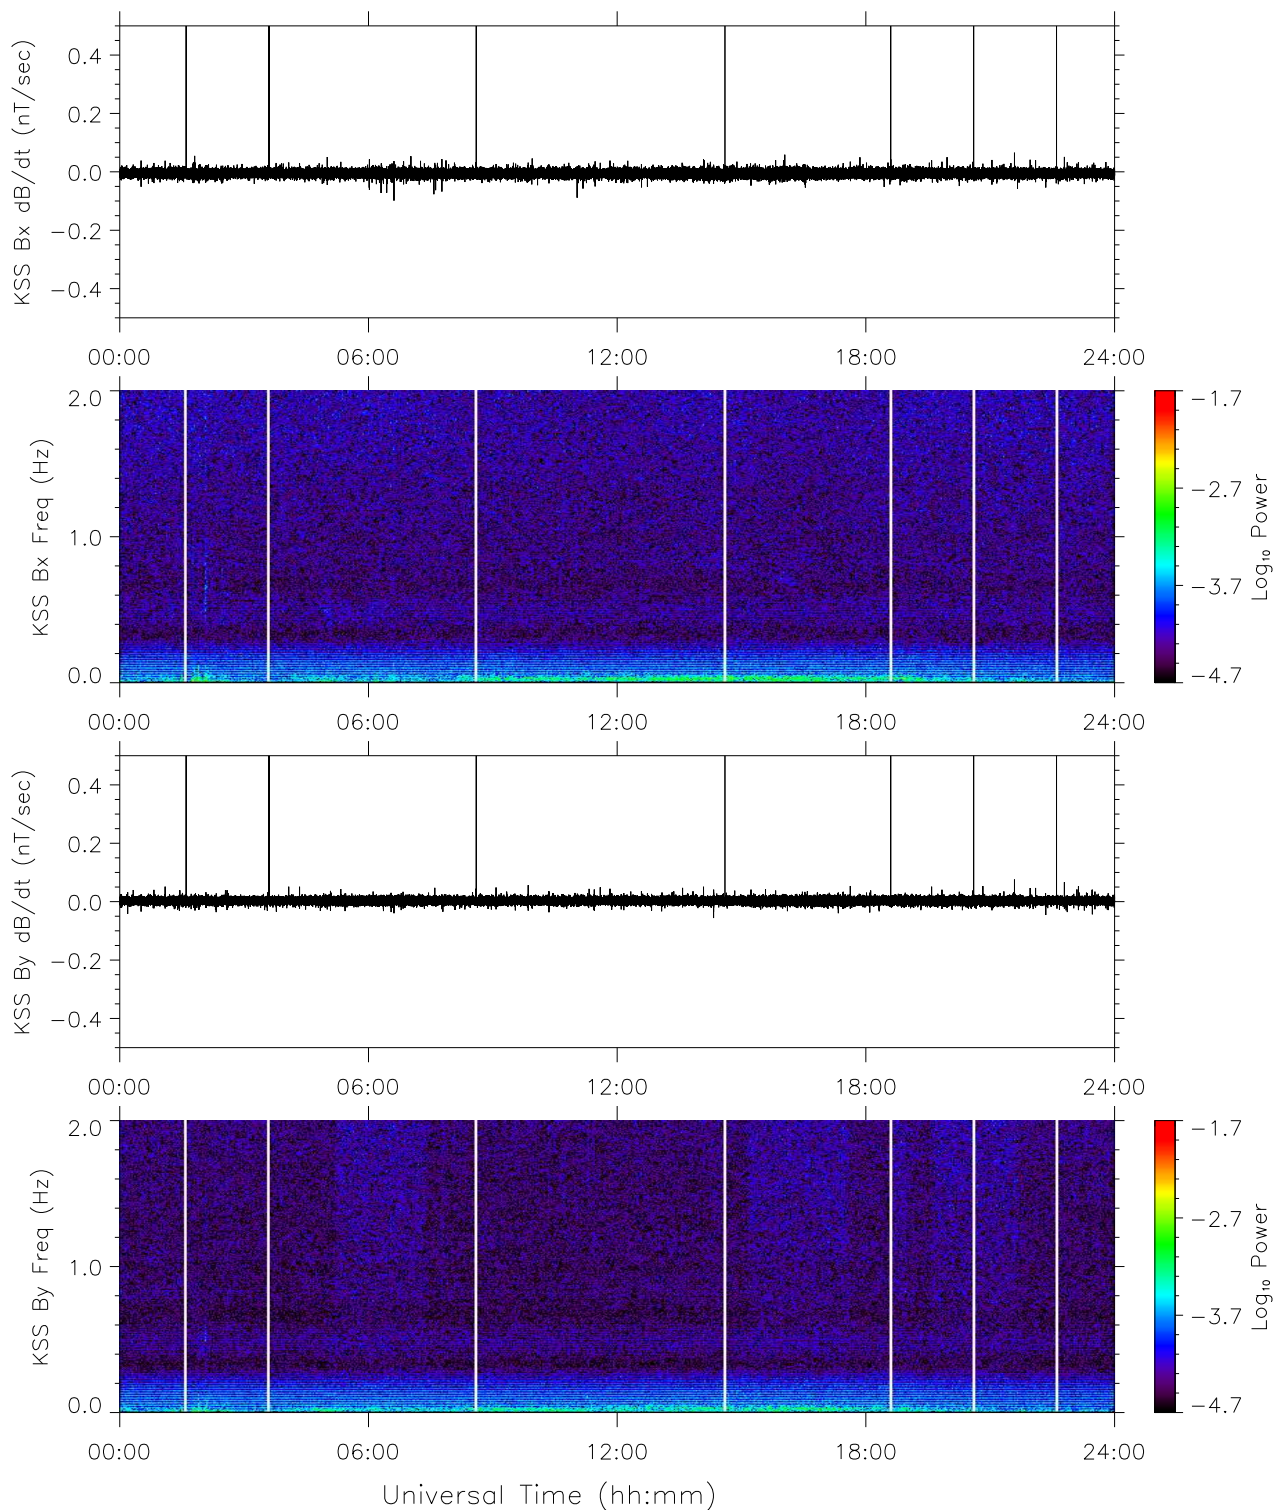 KSS Bx dB/dt (nT/sec)
0.4
0.2
0.0
−0.2
−0.4
00:00 06:00 12:00 18:00 24:00
KSS Bx Freq (Hz)
2.0
1.0
0.0
−1.7
−2.7
−3.7
−4.7
Log₁₀ Power
00:00 06:00 12:00 18:00 24:00
KSS By dB/dt (nT/sec)
0.4
0.2
0.0
−0.2
−0.4
00:00 06:00 12:00 18:00 24:00
KSS By Freq (Hz)
2.0
1.0
0.0
−1.7
−2.7
−3.7
−4.7
Log₁₀ Power
00:00 06:00 12:00 18:00 24:00
Universal Time (hh:mm)